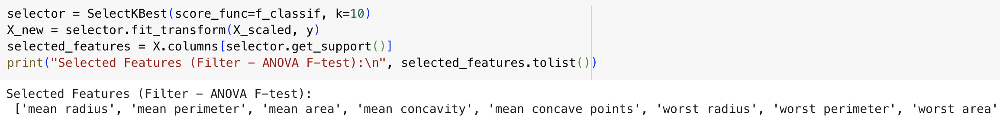 selector = SelectKBest(score_func=f_classif, k=10)
X_new = selector.fit_transform(X_scaled, y)
selected_features = X.columns[selector.get_support()]
print("Selected Features (Filter – ANOVA F-test):\n", selected_features.tolist())
Selected Features (Filter – ANOVA F-test):
['mean radius', 'mean perimeter', 'mean area', 'mean concavity', 'mean concave points', 'worst radius', 'worst perimeter', 'worst area'